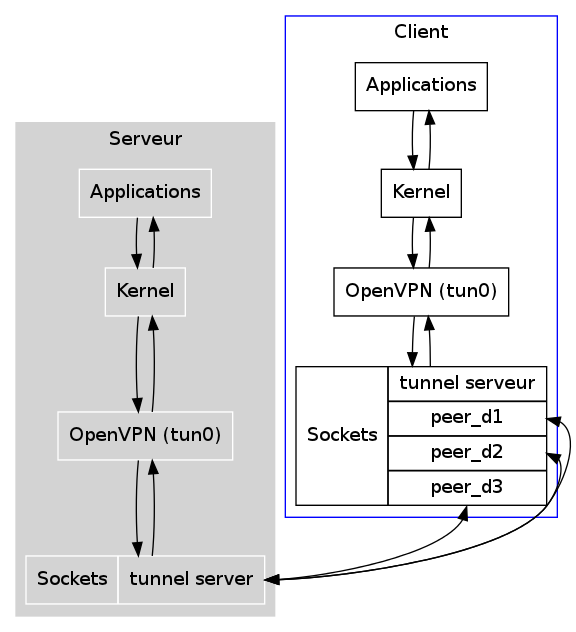 Client
Applications
Kernel
OpenVPN (tun0)
Sockets
tunnel serveur
peer_d1
peer_d2
peer_d3
Serveur
Applications
Kernel
OpenVPN (tun0)
Sockets
tunnel server